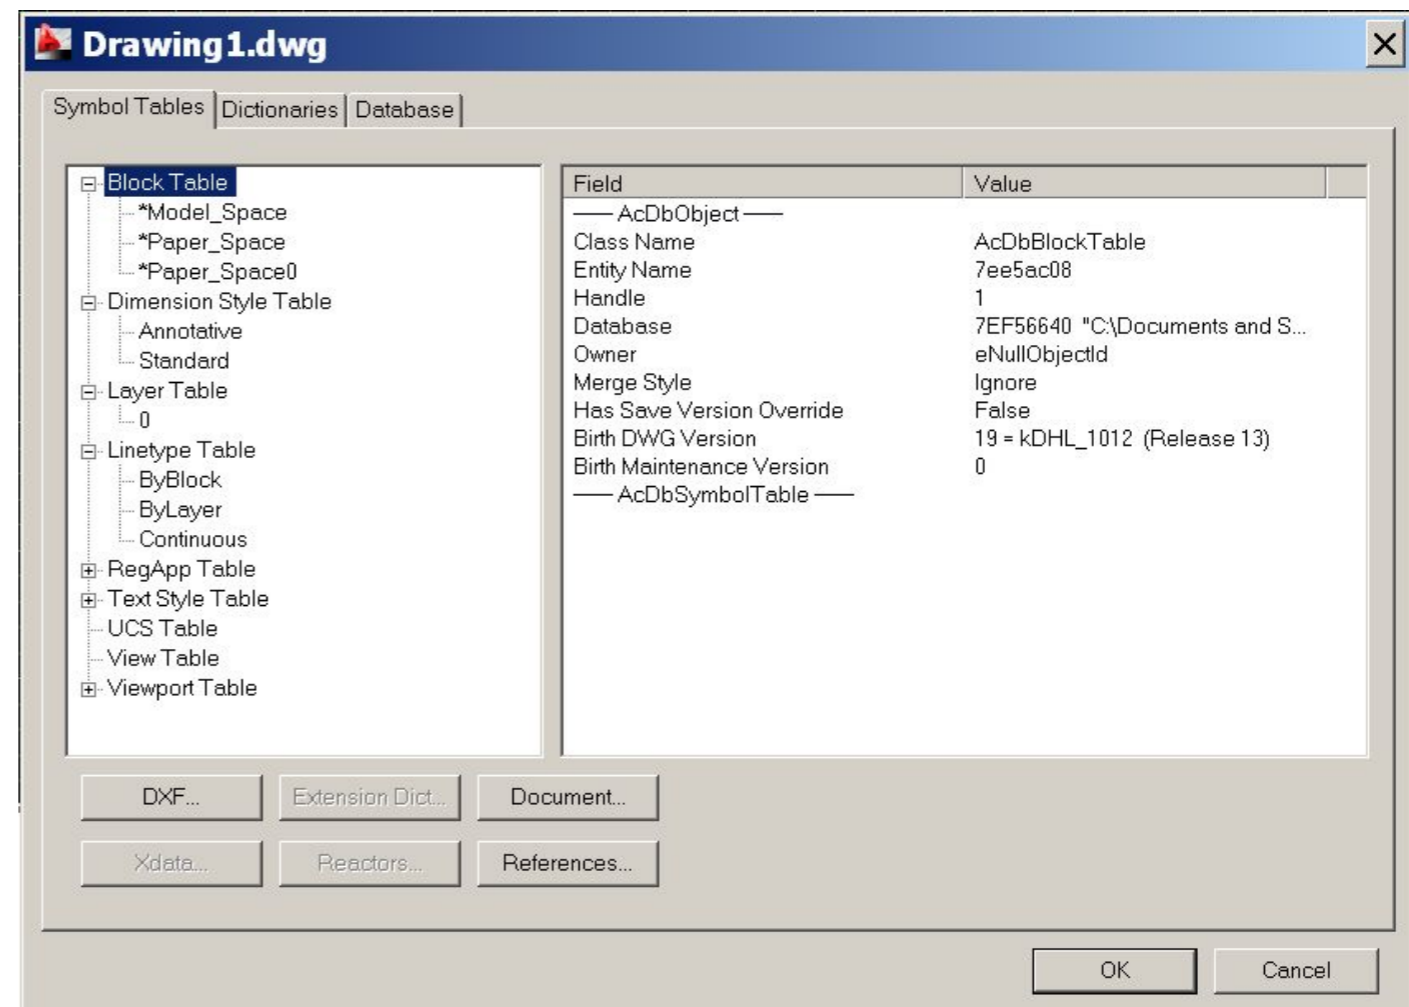 Drawing1.dwg
Symbol Tables Dictionaries Database
Block Table
*Model_Space
*Paper_Space
*Paper_Space0
Dimension Style Table
Annotative
Standard
Layer Table
0
Linetype Table
ByBlock
ByLayer
Continuous
RegApp Table
Text Style Table
UCS Table
View Table
Viewport Table
Field Value
AcDbObject
Class Name AcDbBlockTable
Entity Name 7ee5ac08
Handle 1
Database 7EF56640 "C:\Documents and S...
Owner eNullObjectId
Merge Style Ignore
Has Save Version Override False
Birth DWG Version 19 = kDHL_1012 (Release 13)
Birth Maintenance Version 0
AcDbSymbolTable
DXF... Extension Dict... Document...
Xdata... Reactors... References...
OK Cancel